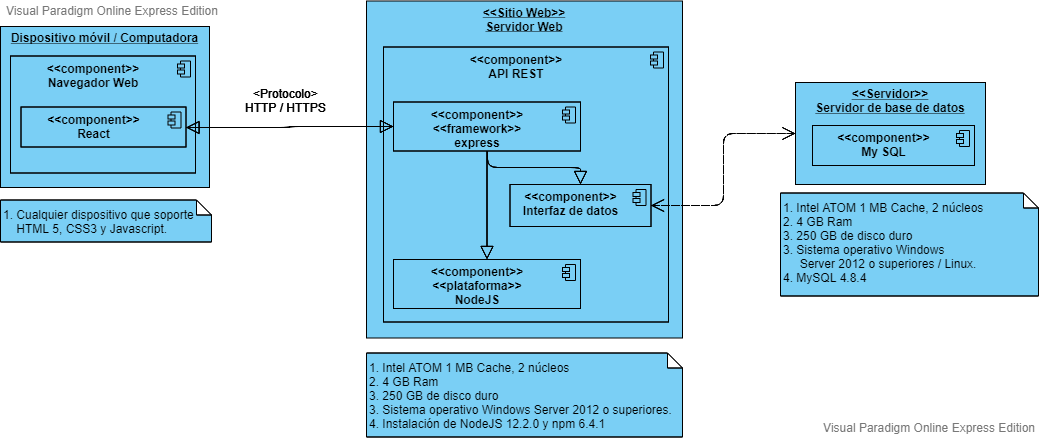 Visual Paradigm Online Express Edition
Dispositivo móvil / Computadora
<<component>>
Navegador Web
<<component>>
React
1. Cualquier dispositivo que soporte
HTML 5, CSS3 y Javascript.
<Protocolo>
HTTP / HTTPS
<<Sitio Web>>
Servidor Web
<<component>>
API REST
<<component>>
<<framework>>
express
<<component>>
Interfaz de datos
<<component>>
<<plataforma>>
NodeJS
1. Intel ATOM 1 MB Cache, 2 núcleos
2. 4 GB Ram
3. 250 GB de disco duro
3. Sistema operativo Windows Server 2012 o superiores.
4. Instalación de NodeJS 12.2.0 y npm 6.4.1
<<Servidor>>
Servidor de base de datos
<<component>>
My SQL
1. Intel ATOM 1 MB Cache, 2 núcleos
2. 4 GB Ram
3. 250 GB de disco duro
3. Sistema operativo Windows
Server 2012 o superiores / Linux.
4. MySQL 4.8.4
Visual Paradigm Online Express Edition